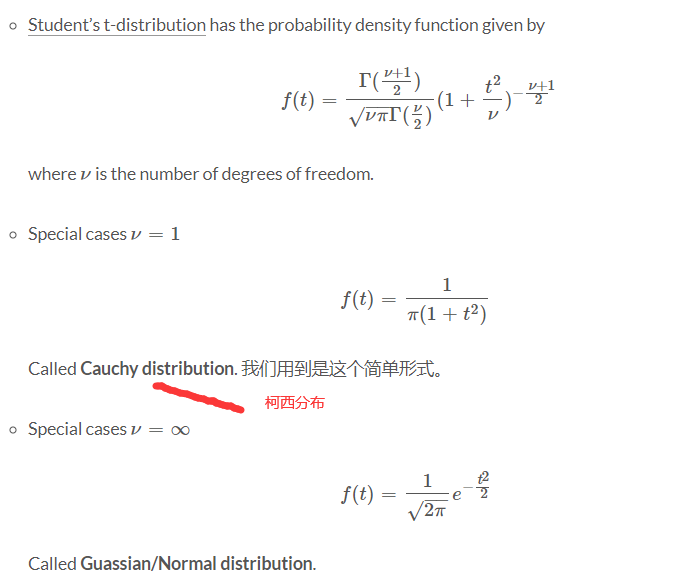 Student's t-distribution has the probability density function given by
f(t) = \frac{\Gamma(\frac{\nu+1}{2})}{\sqrt{\nu\pi}\Gamma(\frac{\nu}{2})}(1 + \frac{t^2}{\nu})^{-\frac{\nu+1}{2}}
where ν is the number of degrees of freedom.
Special cases ν = 1
f(t) = \frac{1}{\pi(1 + t^2)}
Called Cauchy distribution. 我们用到是这个简单形式。
柯西分布
Special cases ν = ∞
f(t) = \frac{1}{\sqrt{2\pi}}e^{-\frac{t^2}{2}}
Called Guassian/Normal distribution.